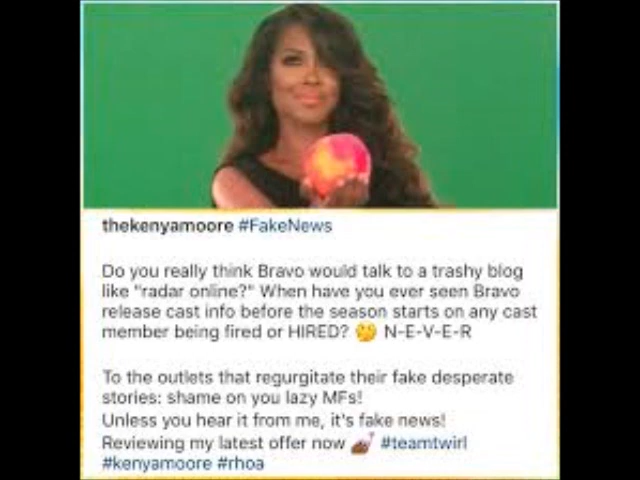 thekenyamoore #FakeNews
Do you really think Bravo would talk to a trashy blog
like "radar online?" When have you ever seen Bravo
release cast info before the season starts on any cast
member being fired or HIRED? 🤔 N-E-V-E-R
To the outlets that regurgitate their fake desperate
stories: shame on you lazy MFs!
Unless you hear it from me, it's fake news!
Reviewing my latest offer now 💅🏾 #teamtwirl
#kenyamoore #rhoa